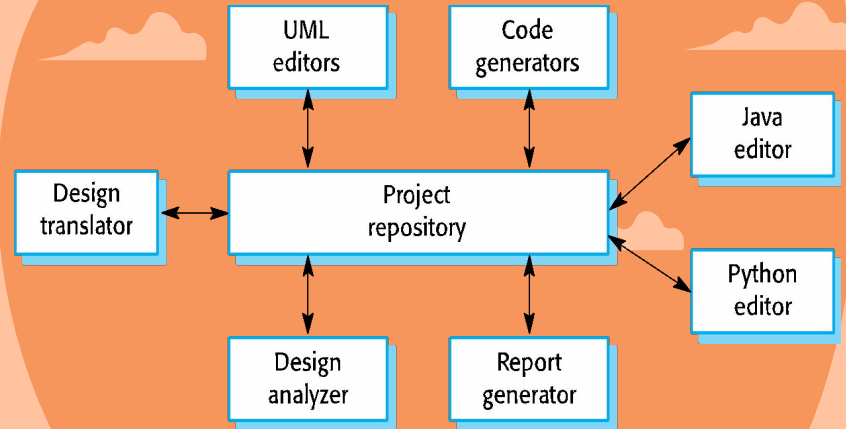 UML
editors
Code
generators
Java
editor
Design
translator
Project
repository
Python
editor
Design
analyzer
Report
generator